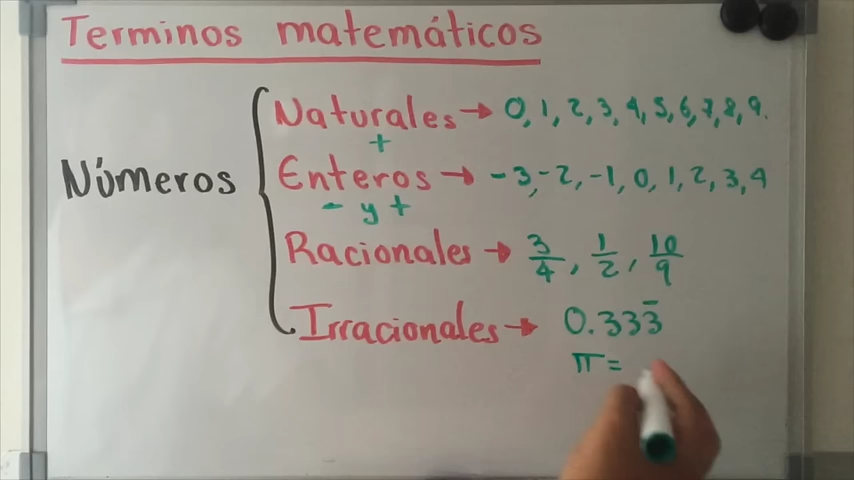 Terminos matemáticos
Números
Naturales → 0, 1, 2, 3, 4, 5, 6, 7, 8, 9.
+
Enteros → -3, -2, -1, 0, 1, 2, 3, 4
- y +
Racionales → 3/4, 1/2, 10/9
Irracionales → 0.333̅
π =